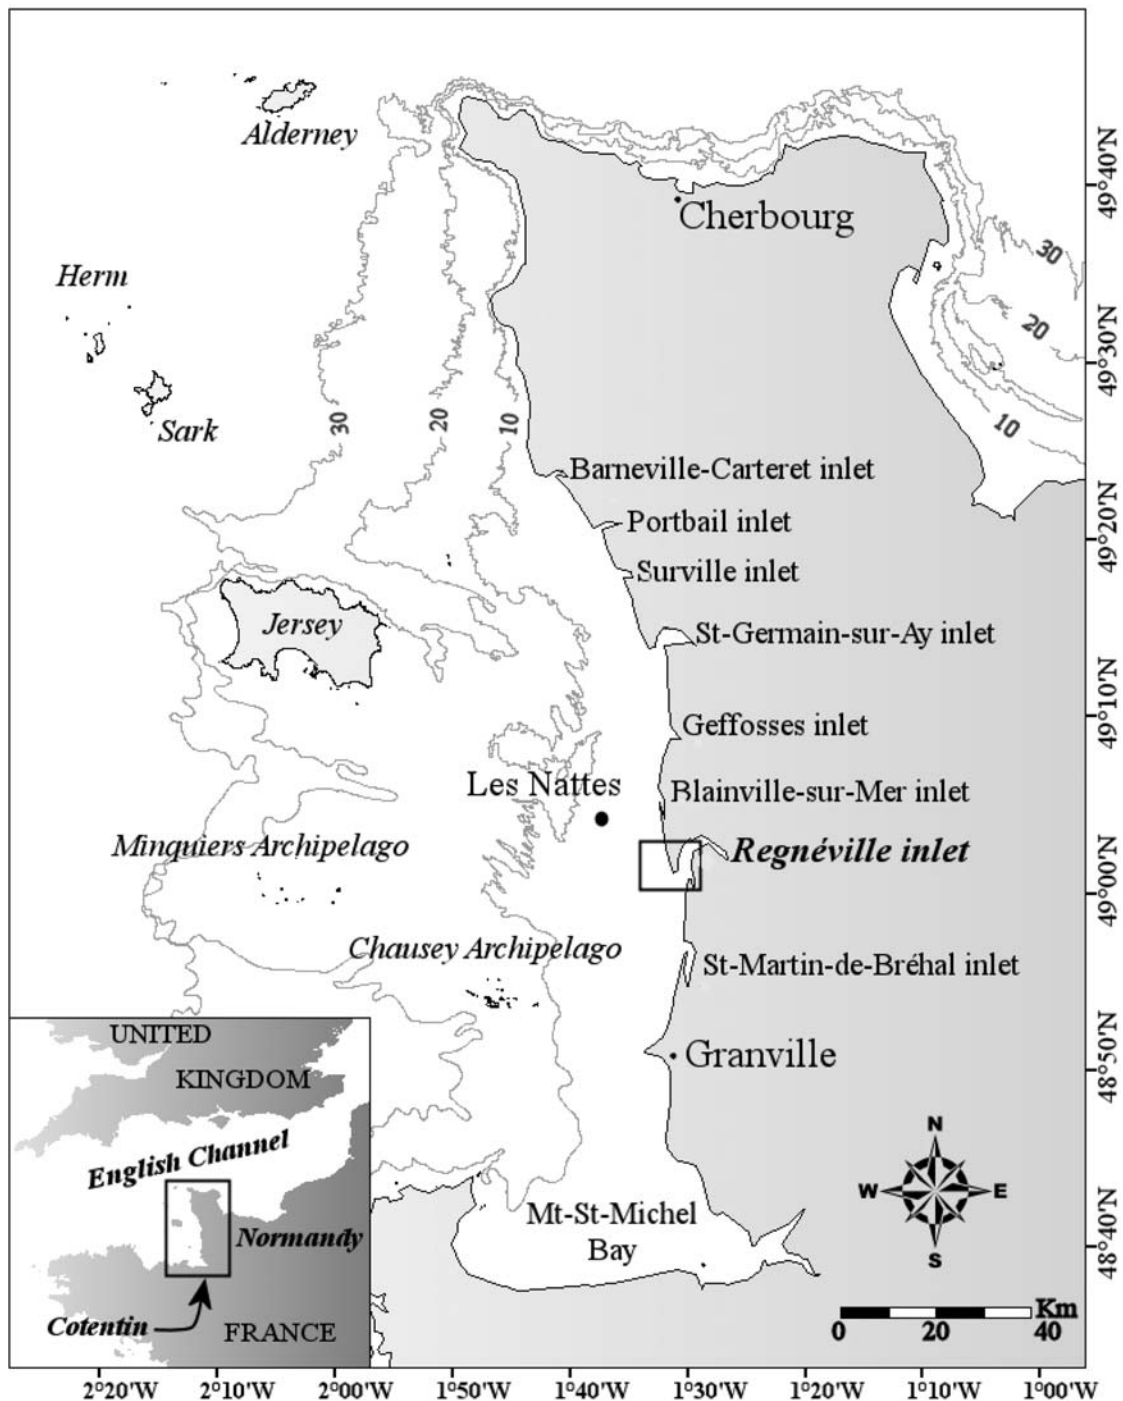 Alderney
49°40'N
Cherbourg
30
Herm
20
49°30'N
Sark
30
20
10
10
Barneville-Carteret inlet
Portbail inlet
49°20'N
Surville inlet
Jersey
St-Germain-sur-Ay inlet
49°10'N
Geffosses inlet
Les Nattes
Blainville-sur-Mer inlet
Minquiers Archipelago
Regnéville inlet
49°00'N
Chausey Archipelago
St-Martin-de-Bréhal inlet
UNITED
KINGDOM
Granville
48°50'N
English Channel
N
W
E
S
Mt-St-Michel
Bay
48°40'N
Normandy
Cotentin
FRANCE
Km
0
20
40
2°20'W
2°10'W
2°00'W
1°50'W
1°40'W
1°30'W
1°20'W
1°10'W
1°00'W